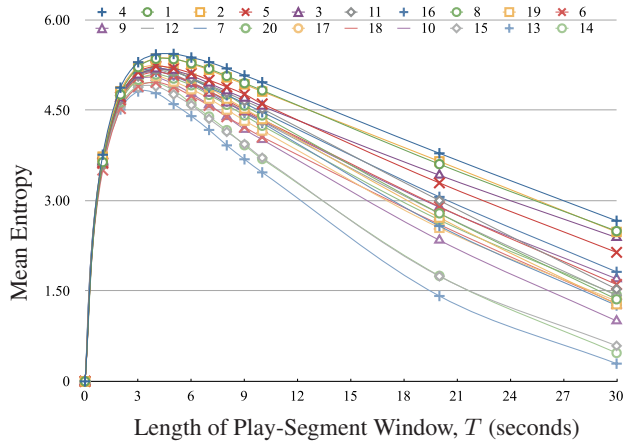 6.00
4 1 2 5 3 11 16 8 19 6
9 12 7 20 17 18 10 15 13 14
4.50
3.00
1.50
0
0 3 6 9 12 15 18 21 24 27 30
Mean Entropy
Length of Play-Segment Window, T (seconds)